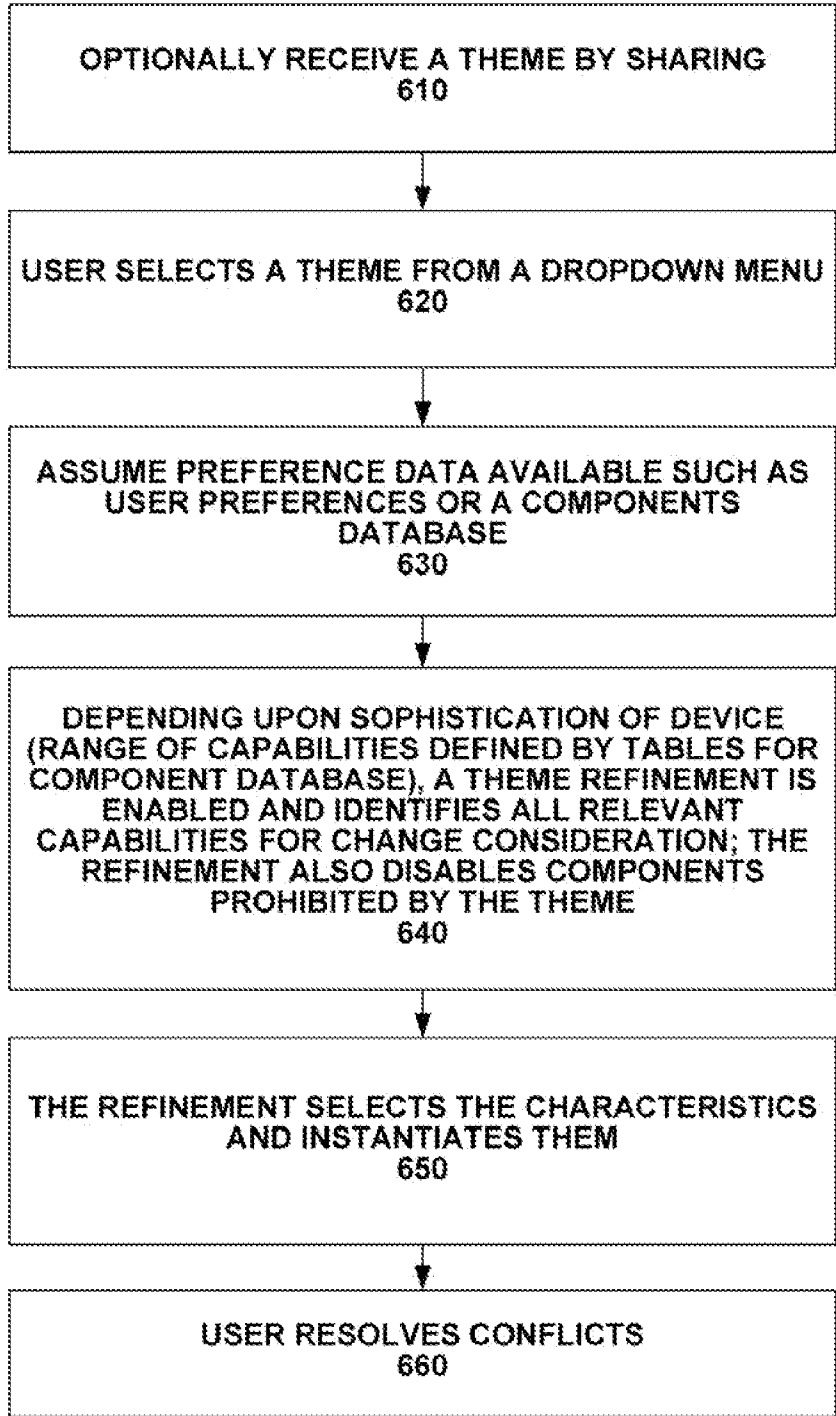 OPTIONALLY RECEIVE A THEME BY SHARING
610
USER SELECTS A THEME FROM A DROPDOWN MENU
620
ASSUME PREFERENCE DATA AVAILABLE SUCH AS
USER PREFERENCES OR A COMPONENTS
DATABASE
630
DEPENDING UPON SOPHISTICATION OF DEVICE
(RANGE OF CAPABILITIES DEFINED BY TABLES FOR
COMPONENT DATABASE), A THEME REFINEMENT IS
ENABLED AND IDENTIFIES ALL RELEVANT
CAPABILITIES FOR CHANGE CONSIDERATION; THE
REFINEMENT ALSO DISABLES COMPONENTS
PROHIBITED BY THE THEME
640
THE REFINEMENT SELECTS THE CHARACTERISTICS
AND INSTANTIATES THEM
650
USER RESOLVES CONFLICTS
660